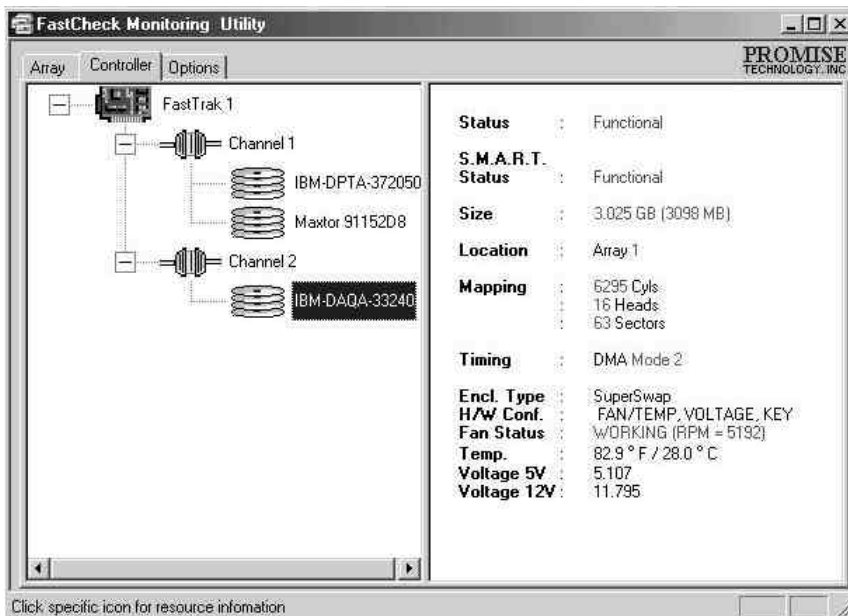 FastCheck Monitoring Utility
PROMISE
TECHNOLOGY, INC
Array Controller Options
FastTrak 1
Channel 1
IBM-DPTA-372050
Maxtor 91152D8
Channel 2
IBM-DAQA-33240
Status : Functional
S.M.A.R.T.
Status : Functional
Size : 3.025 GB (3098 MB)
Location : Array 1
Mapping : 6295 Cyls
: 16 Heads
: 63 Sectors
Timing : DMA Mode 2
Encl. Type : SuperSwap
H/W Conf. : FAN/TEMP, VOLTAGE, KEY
Fan Status : WORKING (RPM = 5192)
Temp. : 82.9 ° F / 28.0 ° C
Voltage 5V : 5.107
Voltage 12V : 11.795
Click specific icon for resource infomation